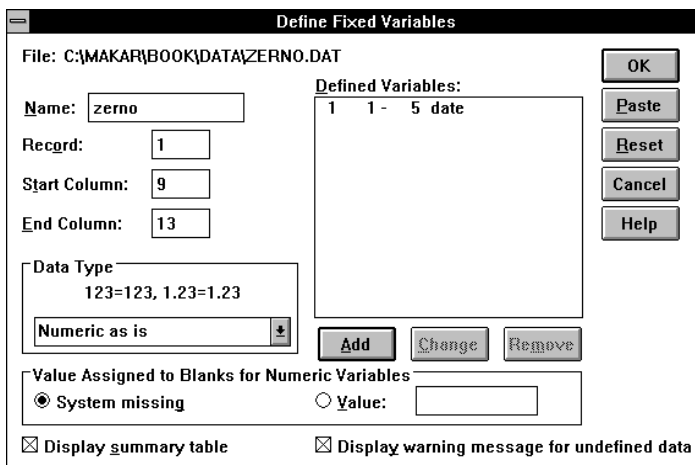 Define Fixed Variables
File: C:\MAKAR\BOOK\DATA\ZERNO.DAT
Name: zerno
Record: 1
Start Column: 9
End Column: 13
Data Type
123=123, 1.23=1.23
Numeric as is
Defined Variables:
1 1 - 5 date
Add Change Remove
OK
Paste
Reset
Cancel
Help
Value Assigned to Blanks for Numeric Variables
System missing Value:
Display summary table Display warning message for undefined data